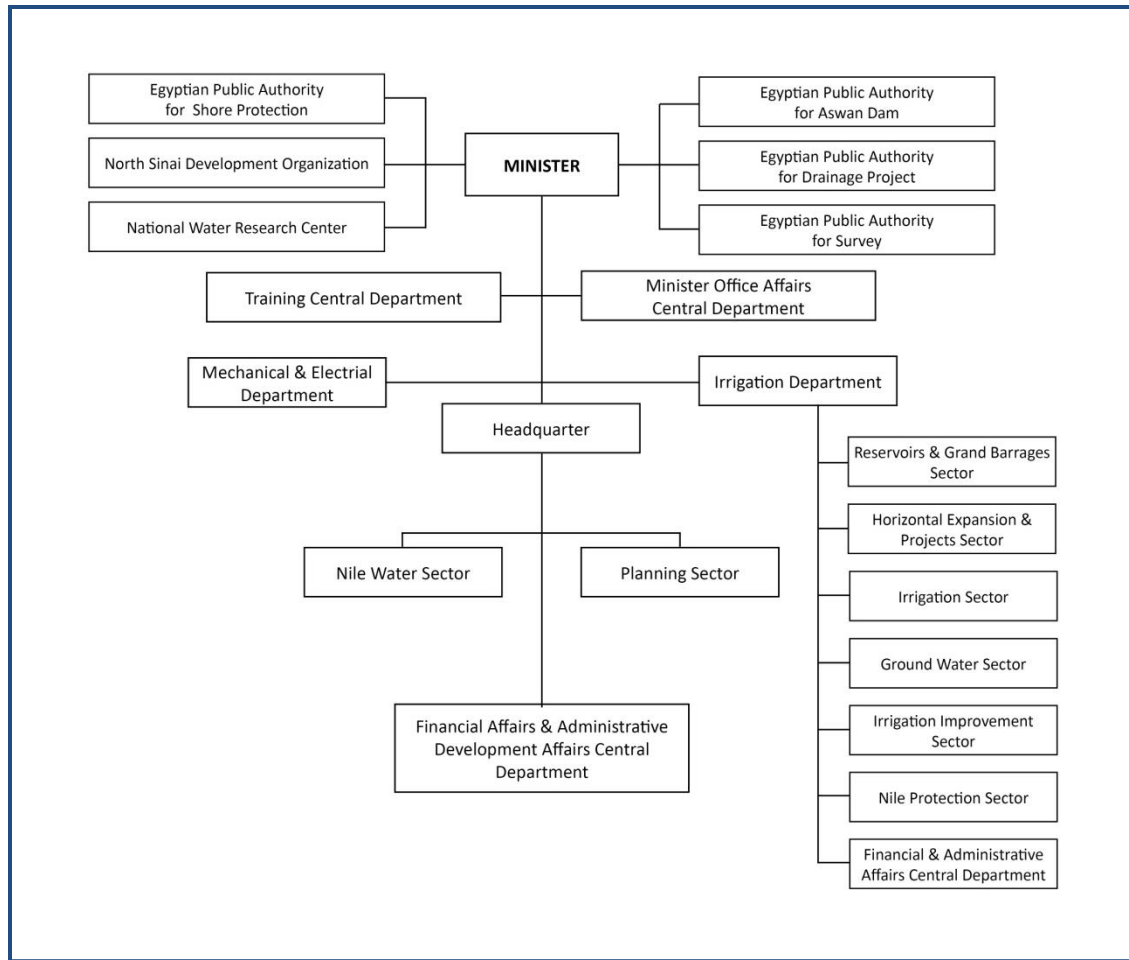 Egyptian Public Authority
for Shore Protection
North Sinai Development Organization
National Water Research Center
MINISTER
Egyptian Public Authority
for Aswan Dam
Egyptian Public Authority
for Drainage Project
Egyptian Public Authority
for Survey
Training Central Department
Minister Office Affairs
Central Department
Mechanical & Electrial
Department
Irrigation Department
Headquarter
Reservoirs & Grand Barrages
Sector
Horizontal Expansion &
Projects Sector
Nile Water Sector
Planning Sector
Irrigation Sector
Ground Water Sector
Financial Affairs & Administrative
Development Affairs Central
Department
Irrigation Improvement
Sector
Nile Protection Sector
Financial & Administrative
Affairs Central Department